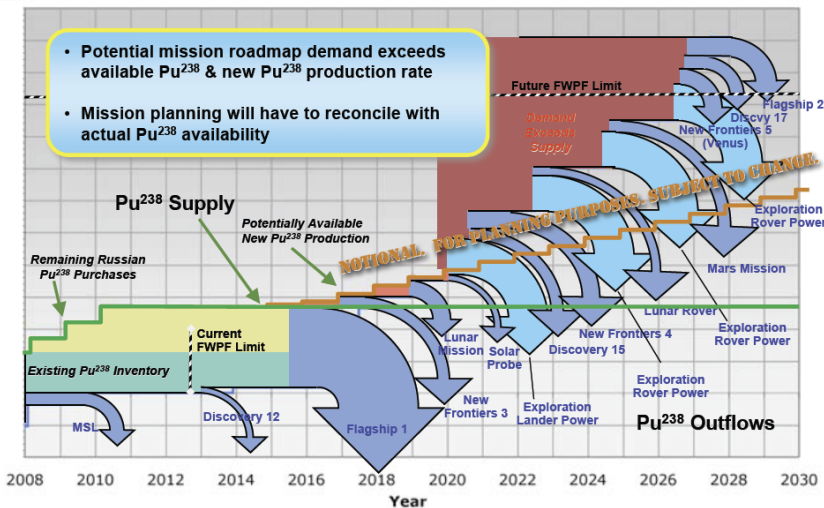 • Potential mission roadmap demand exceeds
available Pu238 & new Pu238 production rate
• Mission planning will have to reconcile with
actual Pu238 availability
Future FWPF Limit
Demand
Exceeds
Supply
Flagship 2
Discvy 17
New Frontiers 5
(Venus)
NOTIONAL. FOR PLANNING PURPOSES. SUBJECT TO CHANGE.
Pu238 Supply
Potentially Available
New Pu238 Production
Remaining Russian
Pu238 Purchases
Exploration
Rover Power
Mars Mission
Lunar Rover
Exploration
Rover Power
Current
FWPF Limit
Existing Pu238 Inventory
Lunar
Mission
Solar
Probe
New Frontiers 4
Discovery 15
Exploration
Rover Power
New
Frontiers 3
Exploration
Lander Power
MSL
Discovery 12
Flagship 1
Pu238 Outflows
2008 2010 2012 2014 2016 2018 2020 2022 2024 2026 2028 2030
Year